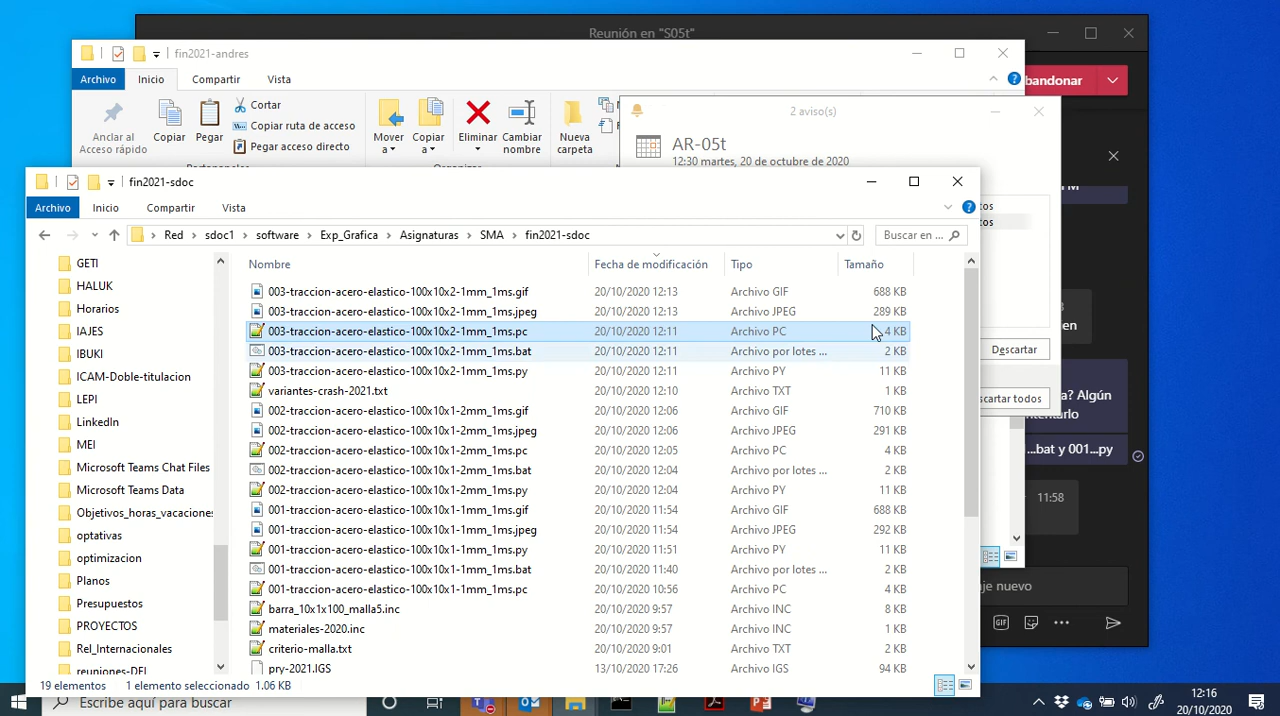 Reunión en "S05t"
fin2021-andres
bandonar
Archivo Inicio Compartir Vista
Cortar
Copiar ruta de acceso
Pegar acceso directo
Anclar al
Acceso rápido
Copiar
Pegar
Mover
a
Copiar
a
Eliminar
Cambiar
nombre
Nueva
carpeta
2 aviso(s)
AR-05t
12:30 martes, 20 de octubre de 2020
Descartar
scartar todos
a? Algún
ntarlo
...bat y 001...py
11:58
je nuevo
fin2021-sdoc
Archivo Inicio Compartir Vista
Red > sdoc1 > software > Exp_Grafica > Asignaturas > SMA > fin2021-sdoc
Buscar en ...
GETI
HALUK
Horarios
IAJES
IBUKI
ICAM-Doble-titulacion
LEPI
LinkedIn
MEI
Microsoft Teams Chat Files
Microsoft Teams Data
Objetivos_horas_vacaciones
optativas
optimizacion
Planos
Presupuestos
PROYECTOS
Rel_Internacionales
reuniones-DEI
Nombre Fecha de modificación Tipo Tamaño
003-traccion-acero-elastico-100x10x2-1mm_1ms.gif 20/10/2020 12:13 Archivo GIF 688 KB
003-traccion-acero-elastico-100x10x2-1mm_1ms.jpeg 20/10/2020 12:13 Archivo JPEG 289 KB
003-traccion-acero-elastico-100x10x2-1mm_1ms.pc 20/10/2020 12:11 Archivo PC 4 KB
003-traccion-acero-elastico-100x10x2-1mm_1ms.bat 20/10/2020 12:11 Archivo por lotes ... 2 KB
003-traccion-acero-elastico-100x10x2-1mm_1ms.py 20/10/2020 12:11 Archivo PY 11 KB
variantes-crash-2021.txt 20/10/2020 12:10 Archivo TXT 1 KB
002-traccion-acero-elastico-100x10x1-2mm_1ms.gif 20/10/2020 12:06 Archivo GIF 710 KB
002-traccion-acero-elastico-100x10x1-2mm_1ms.jpeg 20/10/2020 12:06 Archivo JPEG 291 KB
002-traccion-acero-elastico-100x10x1-2mm_1ms.pc 20/10/2020 12:05 Archivo PC 4 KB
002-traccion-acero-elastico-100x10x1-2mm_1ms.bat 20/10/2020 12:04 Archivo por lotes ... 2 KB
002-traccion-acero-elastico-100x10x1-2mm_1ms.py 20/10/2020 12:04 Archivo PY 11 KB
001-traccion-acero-elastico-100x10x1-1mm_1ms.gif 20/10/2020 11:54 Archivo GIF 688 KB
001-traccion-acero-elastico-100x10x1-1mm_1ms.jpeg 20/10/2020 11:54 Archivo JPEG 292 KB
001-traccion-acero-elastico-100x10x1-1mm_1ms.py 20/10/2020 11:51 Archivo PY 11 KB
001-traccion-acero-elastico-100x10x1-1mm_1ms.bat 20/10/2020 11:40 Archivo por lotes ... 2 KB
001-traccion-acero-elastico-100x10x1-1mm_1ms.pc 20/10/2020 10:56 Archivo PC 4 KB
barra_10x1x100_malla5.inc 20/10/2020 9:57 Archivo INC 8 KB
materiales-2020.inc 20/10/2020 9:57 Archivo INC 1 KB
criterio-malla.txt 20/10/2020 9:01 Archivo TXT 2 KB
pry-2021.IGS 13/10/2020 17:26 Archivo IGS 94 KB
19 elementos 1 elemento seleccionado 1.06 KB
Escribe aquí para buscar
12:16
20/10/2020